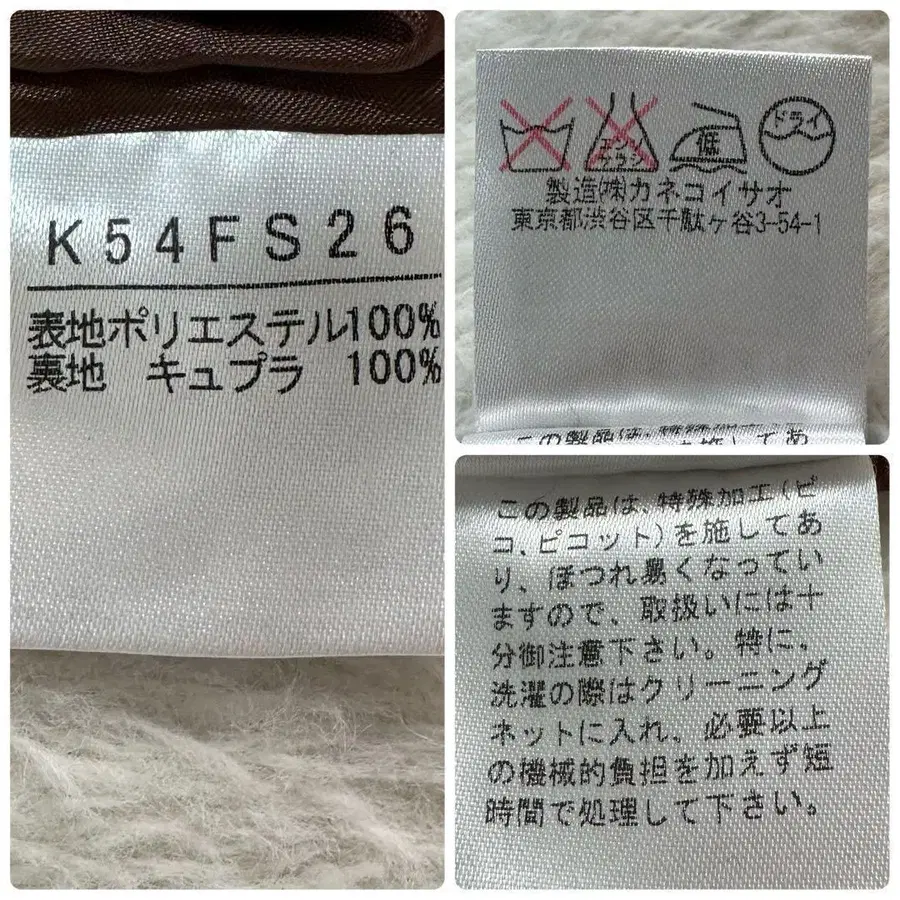 K54FS26
表地ポリエステル100%
裏地 キュプラ 100%
エンソ
サラシ
低
ドライ
製造㈱カネコイサオ
東京都渋谷区千駄ヶ谷3-54-1
この製品は、特殊加工(ピ
コ、ピコット)を施してあ
り、ほつれ易くなってい
ますので、取扱いには十
分御注意下さい。特に、
洗濯の際はクリーニング
ネットに入れ、必要以上
の機械的負担を加えず短
時間で処理して下さい。